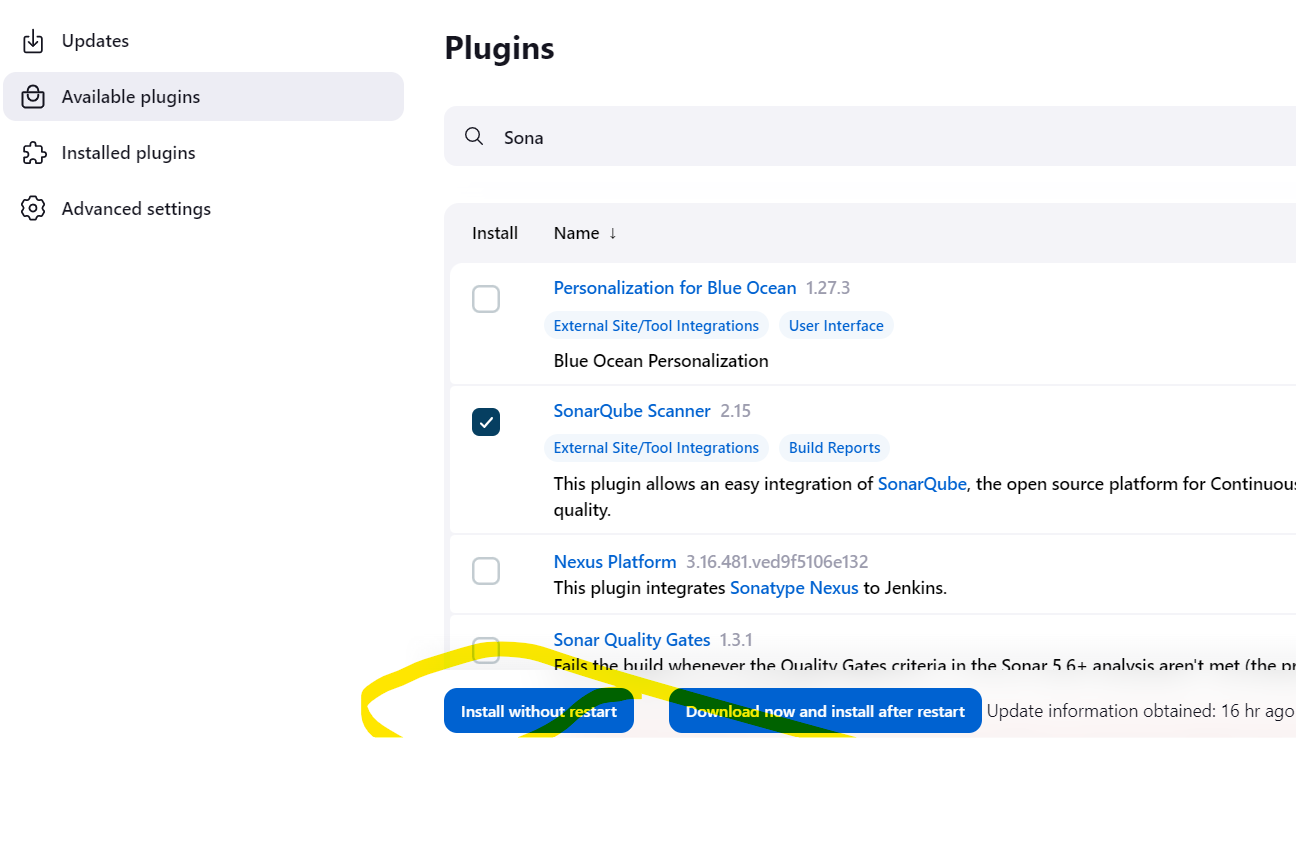 Updates
Available plugins
Installed plugins
Advanced settings
Plugins
Sona
Install Name ↓
Personalization for Blue Ocean 1.27.3
External Site/Tool Integrations User Interface
Blue Ocean Personalization
SonarQube Scanner 2.15
External Site/Tool Integrations Build Reports
This plugin allows an easy integration of SonarQube, the open source platform for Continuous
quality.
Nexus Platform 3.16.481.ved9f5106e132
This plugin integrates Sonatype Nexus to Jenkins.
Sonar Quality Gates 1.3.1
Fails the build whenever the Quality Gates criteria in the Sonar 5.6+ analysis aren't met (the
Install without restart Download now and install after restart Update information obtained: 16 hr ago